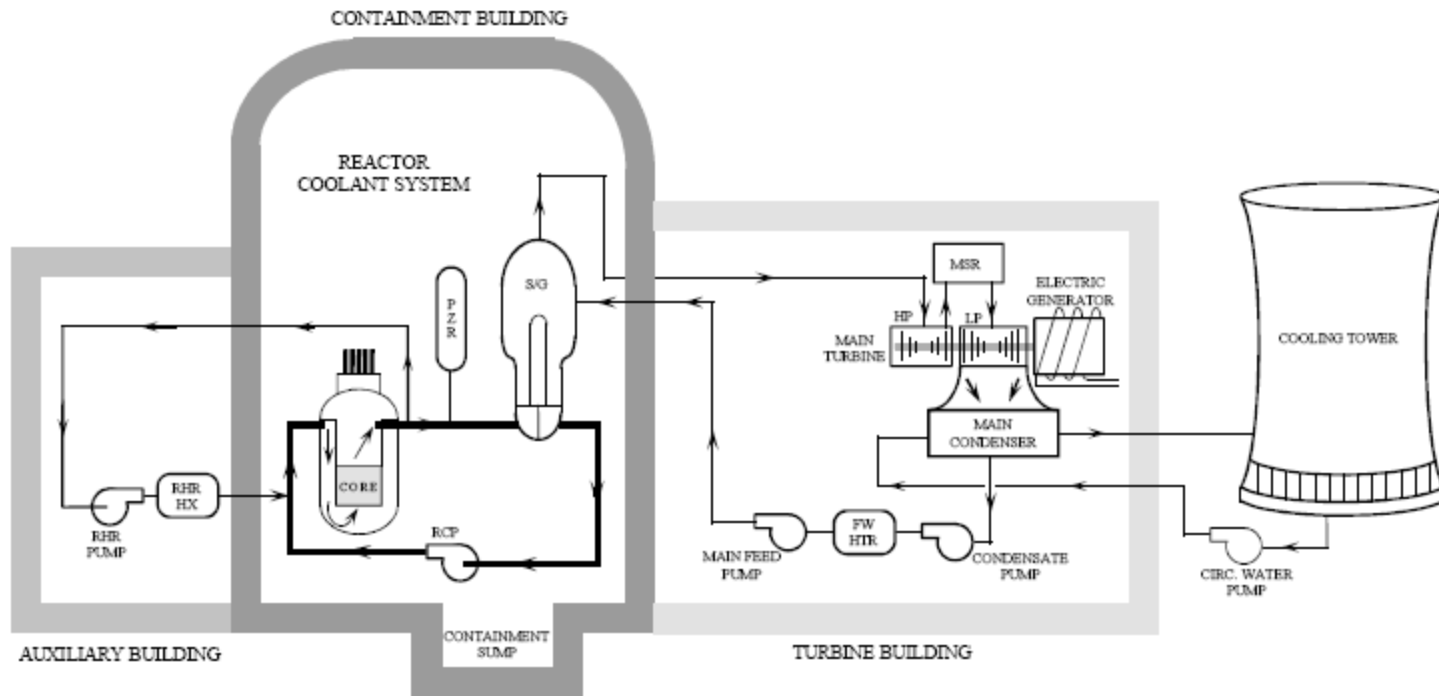 CONTAINMENT BUILDING
REACTOR
COOLANT SYSTEM
S/G
P
Z
R
MSR
ELECTRIC
GENERATOR
HP
LP
MAIN
TURBINE
COOLING TOWER
MAIN
CONDENSER
CORE
RHR
HX
RHR
PUMP
RCP
FW
HTR
MAIN FEED
PUMP
CONDENSATE
PUMP
CIRC. WATER
PUMP
CONTAINMENT
SUMP
AUXILIARY BUILDING
TURBINE BUILDING